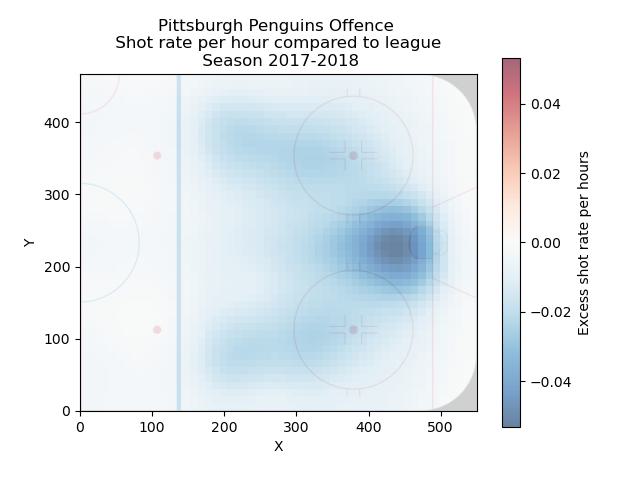 Pittsburgh Penguins Offence
Shot rate per hour compared to league
Season 2017-2018
400
300
200
100
0
Y
0 100 200 300 400 500
X
0.04
0.02
0.00
−0.02
−0.04
Excess shot rate per hours